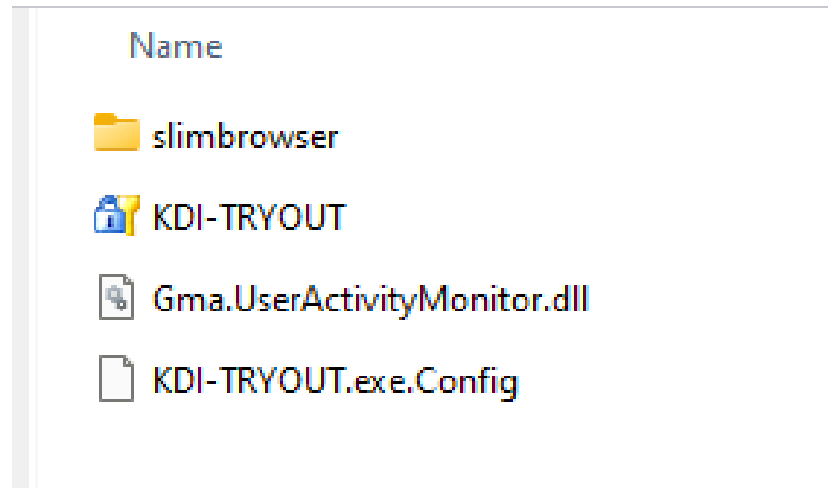 Name
slimbrowser
KDI-TRYOUT
Gma.UserActivityMonitor.dll
KDI-TRYOUT.exe.Config